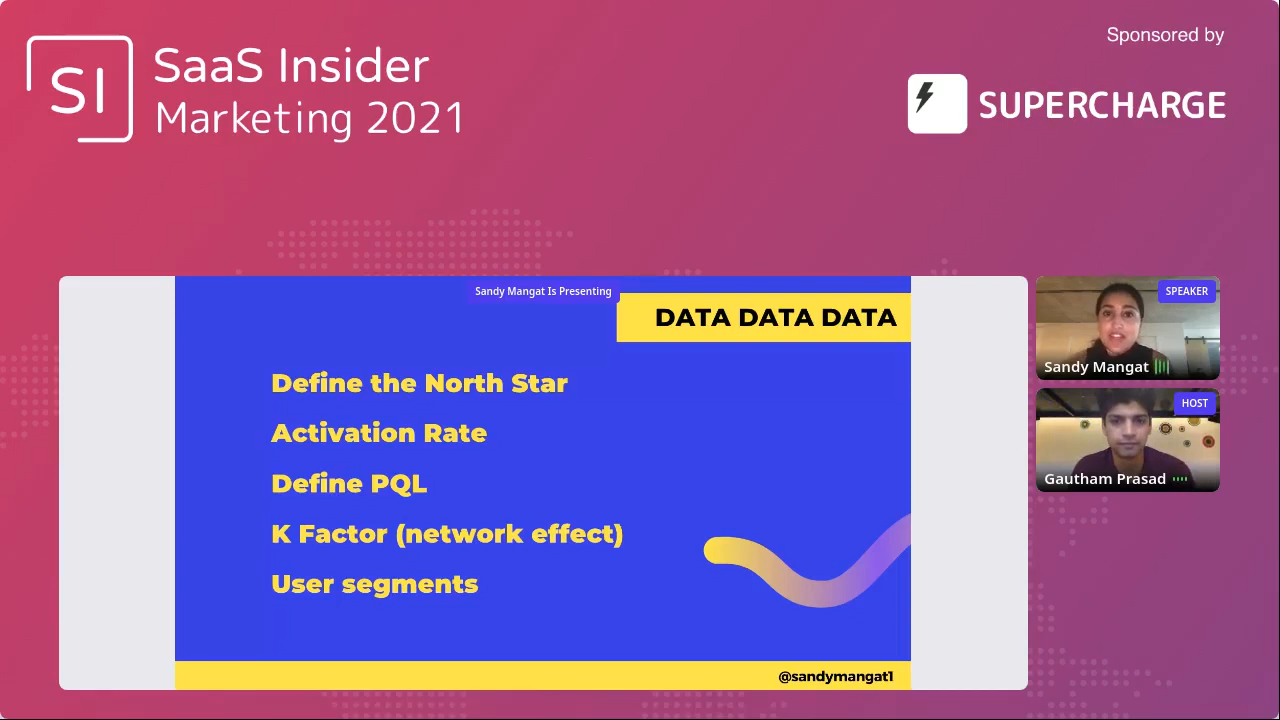 SI
SaaS Insider
Marketing 2021
Sponsored by
SUPERCHARGE
Sandy Mangat Is Presenting
DATA DATA DATA
Define the North Star
Activation Rate
Define PQL
K Factor (network effect)
User segments
@sandymangat1
SPEAKER
Sandy Mangat
HOST
Gautham Prasad